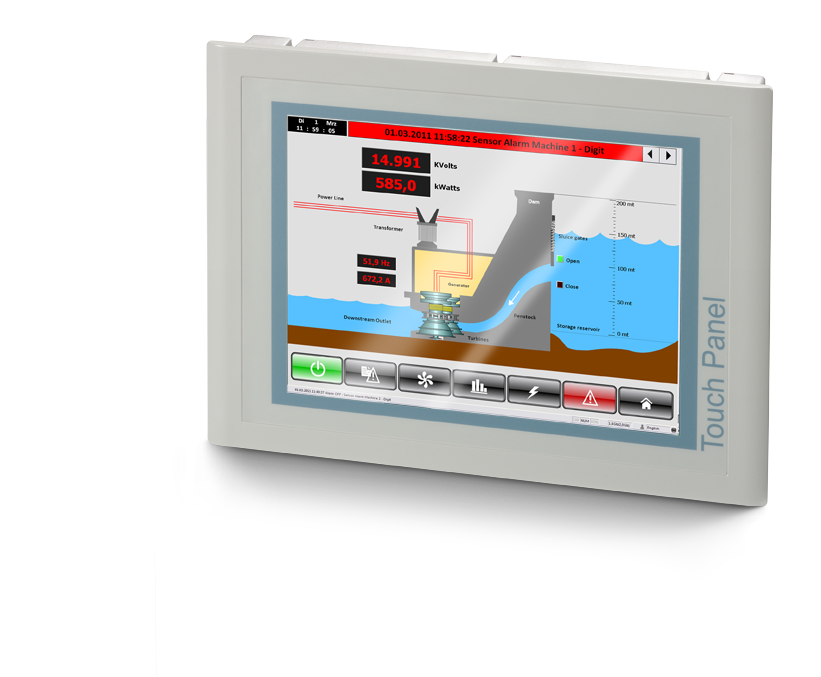 Di 1 Mrz
11 : 59 : 05
01.03.2011 11:58:22 Sensor Alarm Machine 1 - Digit
14.991 KVolts
585,0 kWatts
Power Line
Transformer
Dam
200 mt
Sluice gates
150 mt
Open
51,9 Hz
100 mt
672,2 A
Generator
Close
50 mt
Downstream Outlet
Penstock
Storage reservoir
0 mt
Turbines
Touch Panel
English